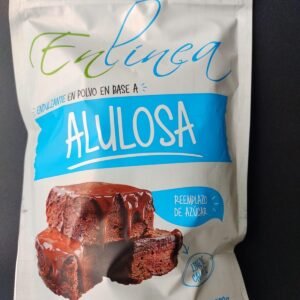 Enlinea
ENDULZANTE EN POLVO EN BASE A
ALULOSA
REEMPLAZO
DE AZÚCAR